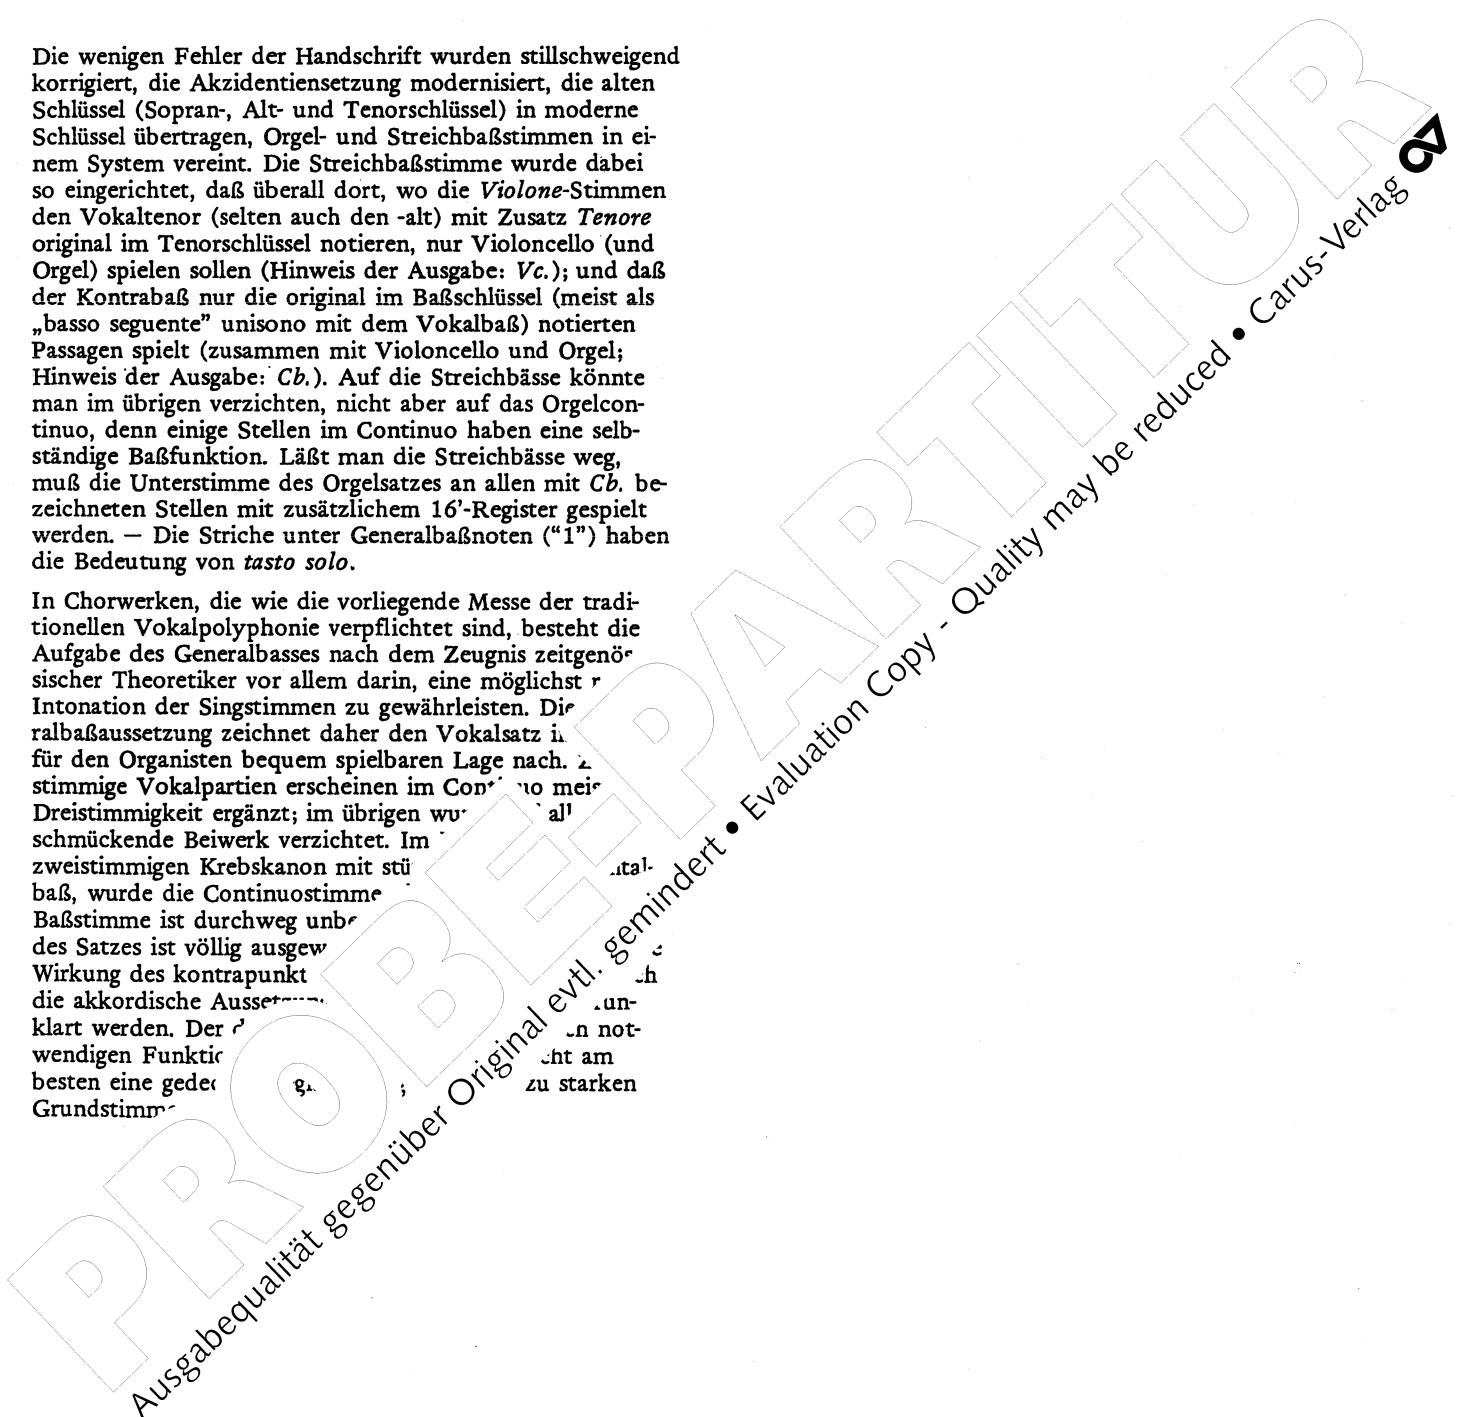 Die wenigen Fehler der Handschrift wurden stillschweigend
korrigiert, die Akzidentiensetzung modernisiert, die alten
Schlüssel (Sopran-, Alt- und Tenorschlüssel) in moderne
Schlüssel übertragen, Orgel- und Streichbaßstimmen in ei-
nem System vereint. Die Streichbaßstimme wurde dabei
so eingerichtet, daß überall dort, wo die Violone-Stimmen
den Vokaltenor (selten auch den -alt) mit Zusatz Tenore
original im Tenorschlüssel notieren, nur Violoncello (und
Orgel) spielen sollen (Hinweis der Ausgabe: Vc.); und daß
der Kontrabaß nur die original im Baßschlüssel (meist als
„basso seguente” unisono mit dem Vokalbaß) notierten
Passagen spielt (zusammen mit Violoncello und Orgel;
Hinweis der Ausgabe: Cb.). Auf die Streichbässe könnte
man im übrigen verzichten, nicht aber auf das Orgelcon-
tinuo, denn einige Stellen im Continuo haben eine selb-
ständige Baßfunktion. Läßt man die Streichbässe weg,
muß die Unterstimme des Orgelsatzes an allen mit Cb. be-
zeichneten Stellen mit zusätzlichem 16’-Register gespielt
werden. — Die Striche unter Generalbaßnoten (“1”) haben
die Bedeutung von tasto solo.
In Chorwerken, die wie die vorliegende Messe der tradi-
tionellen Vokalpolyphonie verpflichtet sind, besteht die
Aufgabe des Generalbasses nach dem Zeugnis
sischer Theoretiker vor allem darin, eine möglichst
Intonation der Singstimmen zu gewährleisten.
ralbaßaussetzung zeichnet daher den Vokalsatz
für den Organisten bequem spielbaren Lage nach.
stimmige Vokalpartien erscheinen im
Dreistimmigkeit ergänzt; im übrigen
schmückende Beiwerk verzichtet. Im
zweistimmigen Krebskanon mit
baß, wurde die Continuostimme
Baßstimme ist durchweg
des Satzes ist völlig
Wirkung des
die akkordische
klart werden. Der not-
wendigen am
besten eine zu starken
PROBE-PARTITUR
Ausgabequalität gegenüber Original evtl. gemindert • Evaluation Copy - Quality may be reduced • Carus-Verlag